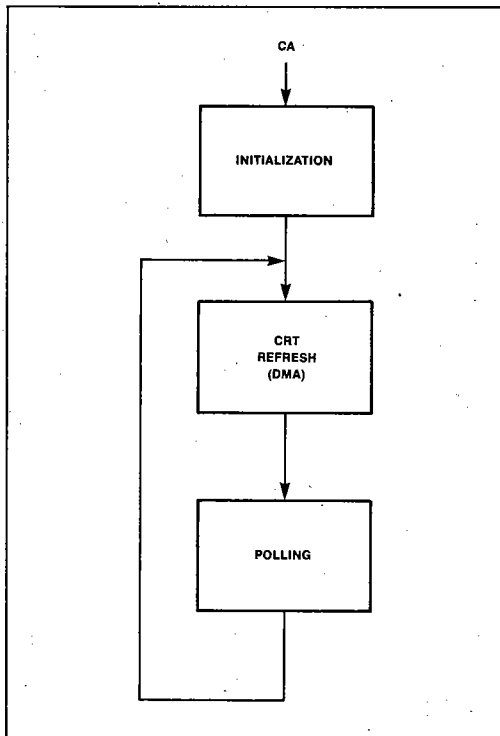 CA
INITIALIZATION
CRT
REFRESH
(DMA)
POLLING